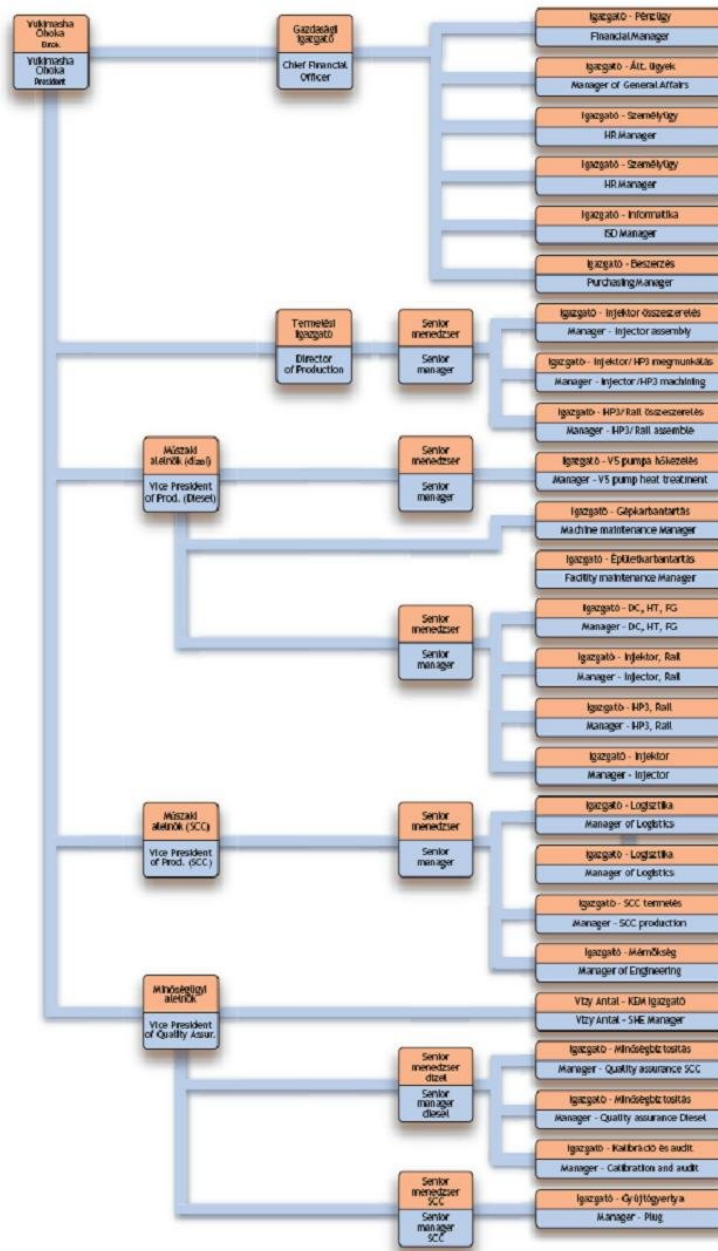 Yukimasha
Ohoka
Elnök
Yukimasha
Ohoka
President
Gazdasági
Igazgató
Chief Financial
Officer
Igazgató - Pénzügy
Financial Manager
Igazgató - Ált. ügyek
Manager of General Affairs
Igazgató - Személyügy
HR Manager
Igazgató - Személyügy
HR Manager
Igazgató - Informatika
ISD Manager
Igazgató - Beszerzés
Purchasing Manager
Termelési
Igazgató
Director
of Production
Senior
menedzser
Senior
manager
Igazgató - Injektor összeszerelés
Manager - Injector assembly
Igazgató - Injektor/HP3 megmunkálás
Manager - Injector/HP3 machining
Igazgató - HP3/Rail összeszerelés
Manager - HP3/Rail assemble
Műszaki
alelnök (dízel)
Vice President
of Prod. (Diesel)
Senior
menedzser
Senior
manager
Igazgató - V5 pumpa hőkezelés
Manager - V5 pump heat treatment
Igazgató - Gépkarbantartás
Machine maintenance Manager
Igazgató - Épületkarbantartás
Facility maintenance Manager
Senior
menedzser
Senior
manager
Igazgató - DC, HT, FG
Manager - DC, HT, FG
Igazgató - Injektor, Rail
Manager - Injector, Rail
Igazgató - HP3, Rail
Manager - HP3, Rail
Igazgató - Injektor
Manager - Injector
Műszaki
alelnök (SCC)
Vice President
of Prod. (SCC)
Senior
menedzser
Senior
manager
Igazgató - Logisztika
Manager of Logistics
Igazgató - Logisztika
Manager of Logistics
Igazgató - SCC termelés
Manager - SCC production
Igazgató - Mérnökség
Manager of Engineering
Minőségügyi
alelnök
Vice President
of Quality Assur.
Vizy Antal - KEM Igazgató
Vizy Antal - SHE Manager
Senior
menedzser
dízel
Senior
manager
diesel
Igazgató - Minőségbiztosítás
Manager - Quality assurance SCC
Igazgató - Minőségbiztosítás
Manager - Quality assurance Diesel
Igazgató - Kalibráció és audit
Manager - Calibration and audit
Senior
menedzser
SCC
Senior
manager
SCC
Igazgató - Gyújtógyertya
Manager - Plug